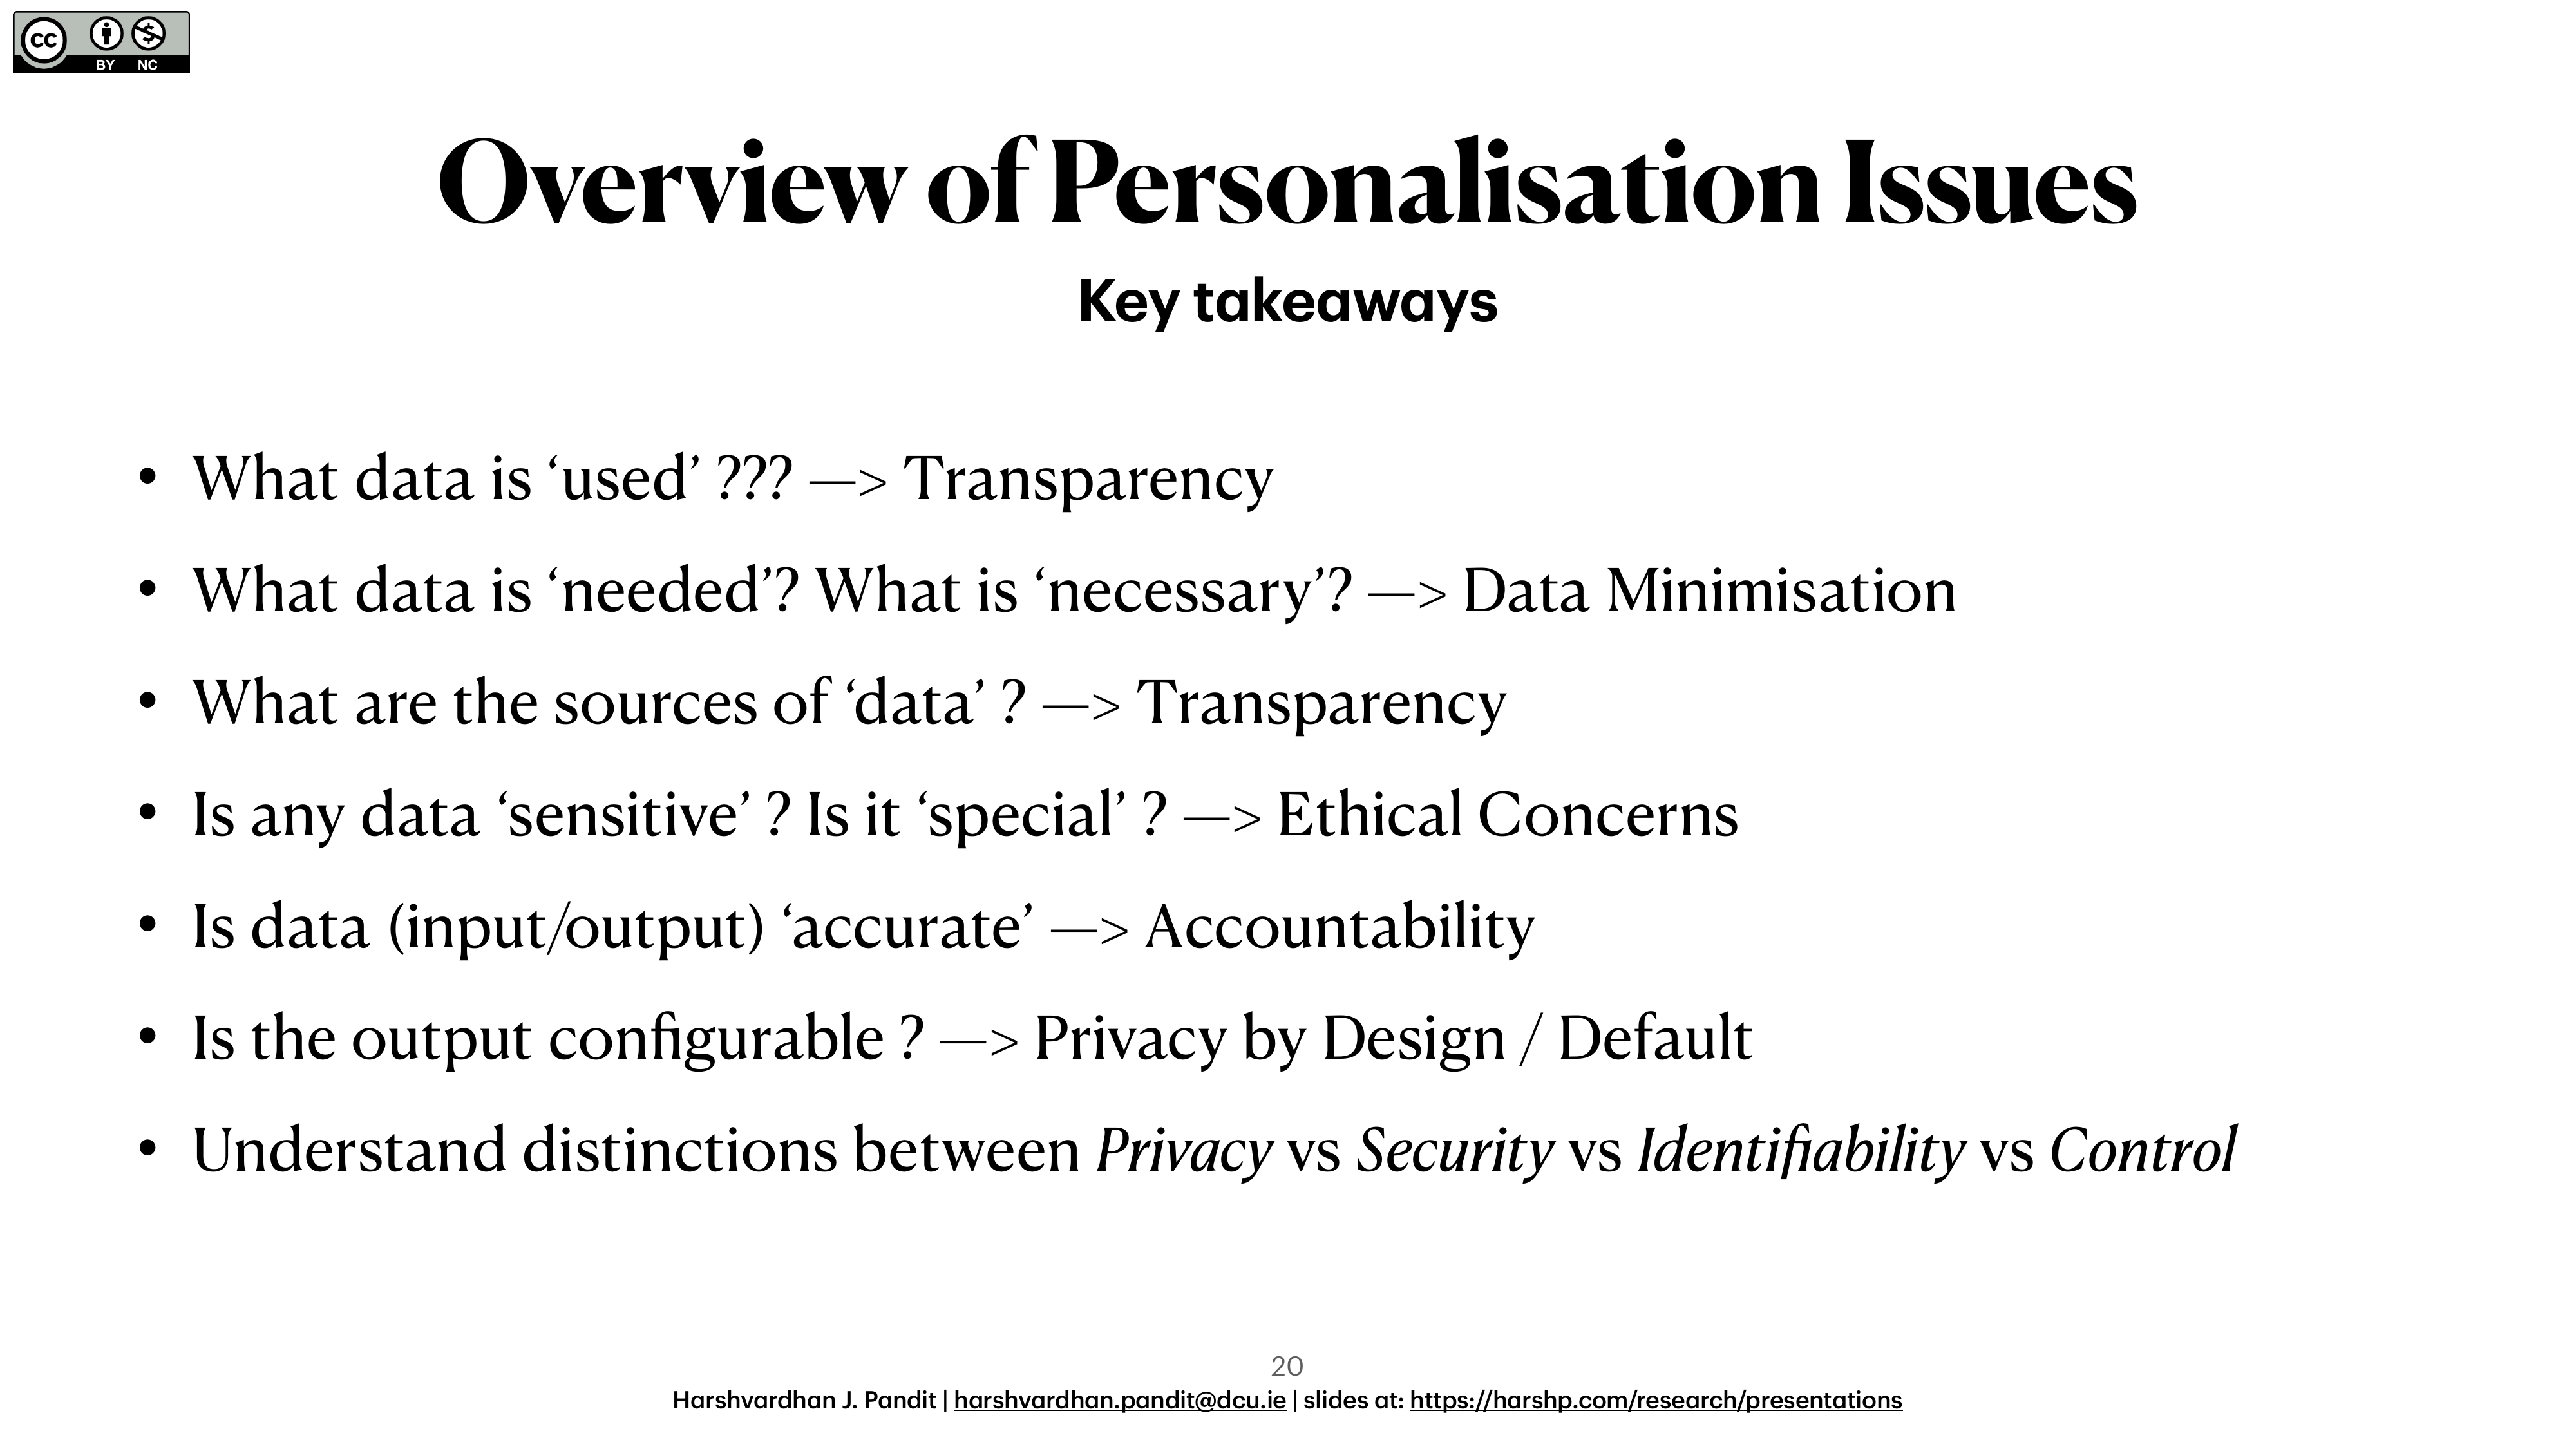 cc
BY NC
Overview of Personalisation Issues
Key takeaways
• What data is ‘used’ ??? —> Transparency
• What data is ‘needed’? What is ‘necessary’? —> Data Minimisation
• What are the sources of ‘data’ ? —> Transparency
• Is any data ‘sensitive’ ? Is it ‘special’ ? —> Ethical Concerns
• Is data (input/output) ‘accurate’ —> Accountability
• Is the output configurable ? —> Privacy by Design / Default
• Understand distinctions between Privacy vs Security vs Identifiability vs Control
20
Harshvardhan J. Pandit | harshvardhan.pandit@dcu.ie | slides at: https://harshp.com/research/presentations